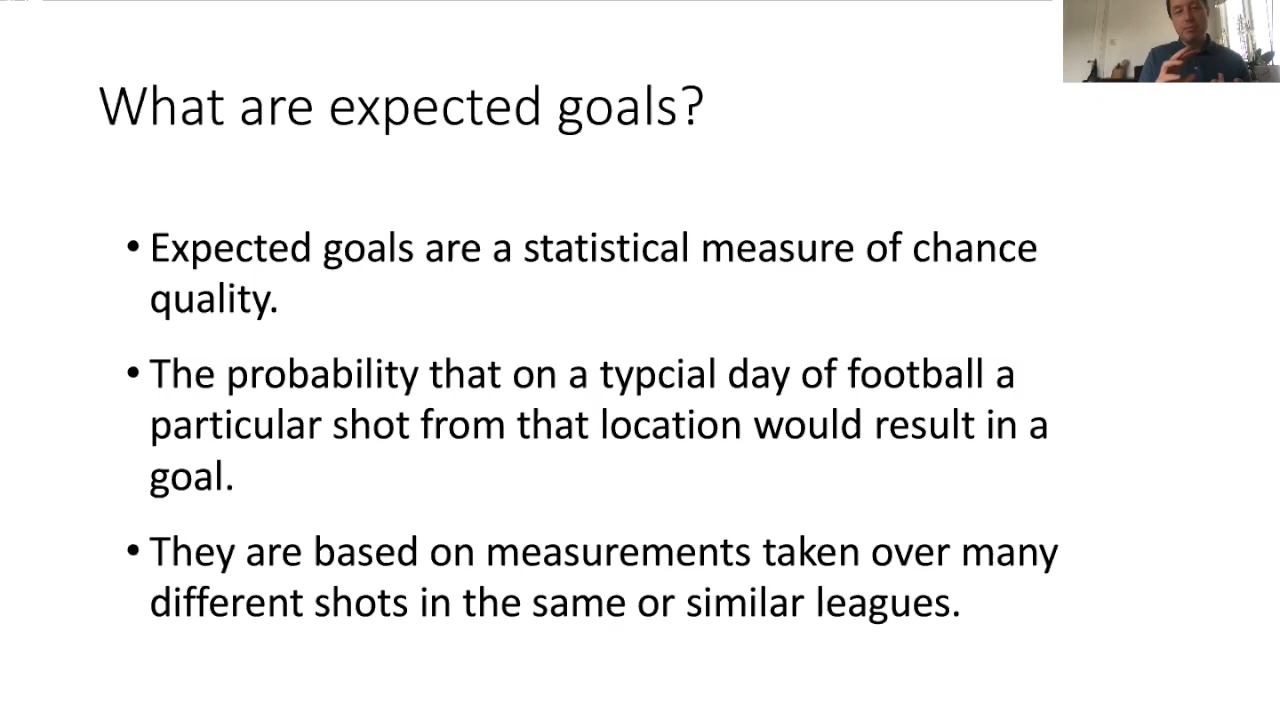 What are expected goals?
• Expected goals are a statistical measure of chance
quality.
• The probability that on a typcial day of football a
particular shot from that location would result in a
goal.
• They are based on measurements taken over many
different shots in the same or similar leagues.